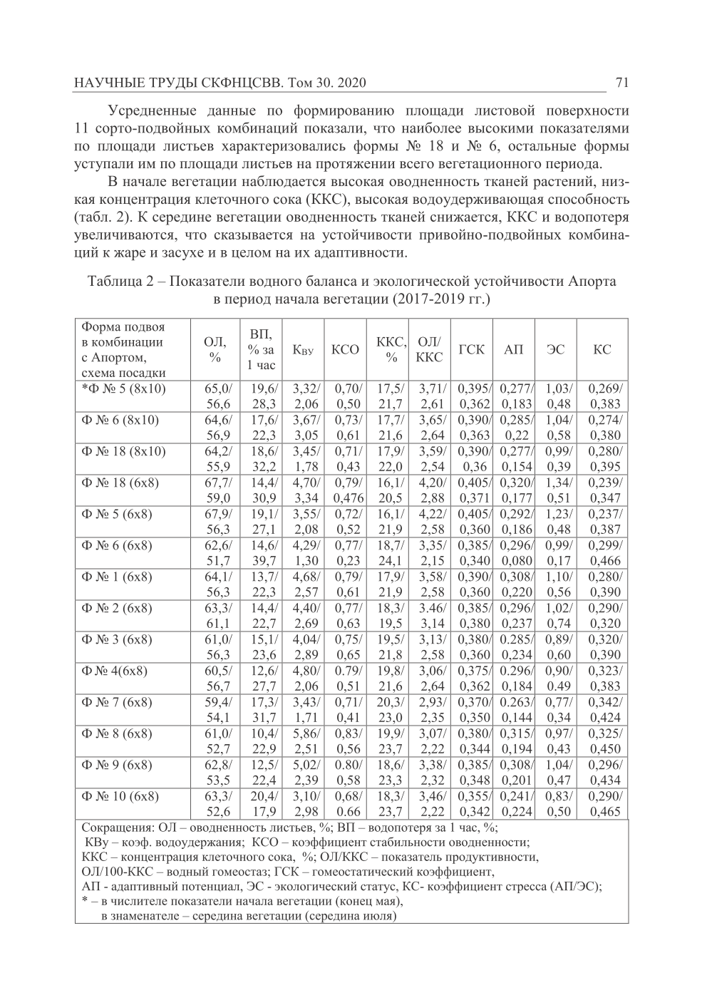 НАУЧНЫЕ ТРУДЫ СКФНЦСВВ. Том 30. 2020 71
Усредненные данные по формированию площади листовой поверхности
11 сорто-подвойных комбинаций показали, что наиболее высокими показателями
по площади листьев характеризовались формы № 18 и № 6, остальные формы
уступали им по площади листьев на протяжении всего вегетационного периода.
В начале вегетации наблюдается высокая оводненность тканей растений, низ-
кая концентрация клеточного сока (ККС), высокая водоудерживающая способность
(табл. 2). К середине вегетации оводненность тканей снижается, ККС и водопотеря
увеличиваются, что сказывается на устойчивости привойно-подвойных комбина-
ций к жаре и засухе и в целом на их адаптивности.
Таблица 2 – Показатели водного баланса и экологической устойчивости Апорта
в период начала вегетации (2017-2019 гг.)
Форма подвоя
в комбинации
с Апортом,
схема посадки
ОЛ,
%
ВП,
% за
1 час
КВУ
КСО
ККС,
%
ОЛ/
ККС
ГСК
АП
ЭС
КС
*Ф № 5 (8х10) 65,0/ 19,6/ 3,32/ 0,70/ 17,5/ 3,71/ 0,395/ 0,277/ 1,03/ 0,269/
56,6 28,3 2,06 0,50 21,7 2,61 0,362 0,183 0,48 0,383
Ф № 6 (8х10) 64,6/ 17,6/ 3,67/ 0,73/ 17,7/ 3,65/ 0,390/ 0,285/ 1,04/ 0,274/
56,9 22,3 3,05 0,61 21,6 2,64 0,363 0,22 0,58 0,380
Ф № 18 (8х10) 64,2/ 18,6/ 3,45/ 0,71/ 17,9/ 3,59/ 0,390/ 0,277/ 0,99/ 0,280/
55,9 32,2 1,78 0,43 22,0 2,54 0,36 0,154 0,39 0,395
Ф № 18 (6х8) 67,7/ 14,4/ 4,70/ 0,79/ 16,1/ 4,20/ 0,405/ 0,320/ 1,34/ 0,239/
59,0 30,9 3,34 0,476 20,5 2,88 0,371 0,177 0,51 0,347
Ф № 5 (6х8) 67,9/ 19,1/ 3,55/ 0,72/ 16,1/ 4,22/ 0,405/ 0,292/ 1,23/ 0,237/
56,3 27,1 2,08 0,52 21,9 2,58 0,360 0,186 0,48 0,387
Ф № 6 (6х8) 62,6/ 14,6/ 4,29/ 0,77/ 18,7/ 3,35/ 0,385/ 0,296/ 0,99/ 0,299/
51,7 39,7 1,30 0,23 24,1 2,15 0,340 0,080 0,17 0,466
Ф № 1 (6х8) 64,1/ 13,7/ 4,68/ 0,79/ 17,9/ 3,58/ 0,390/ 0,308/ 1,10/ 0,280/
56,3 22,3 2,57 0,61 21,9 2,58 0,360 0,220 0,56 0,390
Ф № 2 (6х8) 63,3/ 14,4/ 4,40/ 0,77/ 18,3/ 3.46/ 0,385/ 0,296/ 1,02/ 0,290/
61,1 22,7 2,69 0,63 19,5 3,14 0,380 0,237 0,74 0,320
Ф № 3 (6х8) 61,0/ 15,1/ 4,04/ 0,75/ 19,5/ 3,13/ 0,380/ 0.285/ 0,89/ 0,320/
56,3 23,6 2,89 0,65 21,8 2,58 0,360 0,234 0,60 0,390
Ф № 4(6х8) 60,5/ 12,6/ 4,80/ 0.79/ 19,8/ 3,06/ 0,375/ 0.296/ 0,90/ 0,323/
56,7 27,7 2,06 0,51 21,6 2,64 0,362 0,184 0.49 0,383
Ф № 7 (6х8) 59,4/ 17,3/ 3,43/ 0,71/ 20,3/ 2,93/ 0,370/ 0.263/ 0,77/ 0,342/
54,1 31,7 1,71 0,41 23,0 2,35 0,350 0,144 0,34 0,424
Ф № 8 (6х8) 61,0/ 10,4/ 5,86/ 0,83/ 19,9/ 3,07/ 0,380/ 0,315/ 0,97/ 0,325/
52,7 22,9 2,51 0,56 23,7 2,22 0,344 0,194 0,43 0,450
Ф № 9 (6х8) 62,8/ 12,5/ 5,02/ 0.80/ 18,6/ 3,38/ 0,385/ 0,308/ 1,04/ 0,296/
53,5 22,4 2,39 0,58 23,3 2,32 0,348 0,201 0,47 0,434
Ф № 10 (6х8) 63,3/ 20,4/ 3,10/ 0,68/ 18,3/ 3,46/ 0,355/ 0,241/ 0,83/ 0,290/
52,6 17,9 2,98 0.66 23,7 2,22 0,342 0,224 0,50 0,465
Сокращения: ОЛ – оводненность листьев, %; ВП – водопотеря за 1 час, %;
КВу – коэф. водоудержания; КСО – коэффициент стабильности оводненности;
ККС – концентрация клеточного сока, %; ОЛ/ККС – показатель продуктивности,
ОЛ/100-ККС – водный гомеостаз; ГСК – гомеостатический коэффициент,
АП - адаптивный потенциал, ЭС - экологический статус, КС- коэффициент стресса (АП/ЭС);
* – в числителе показатели начала вегетации (конец мая),
в знаменателе – середина вегетации (середина июля)